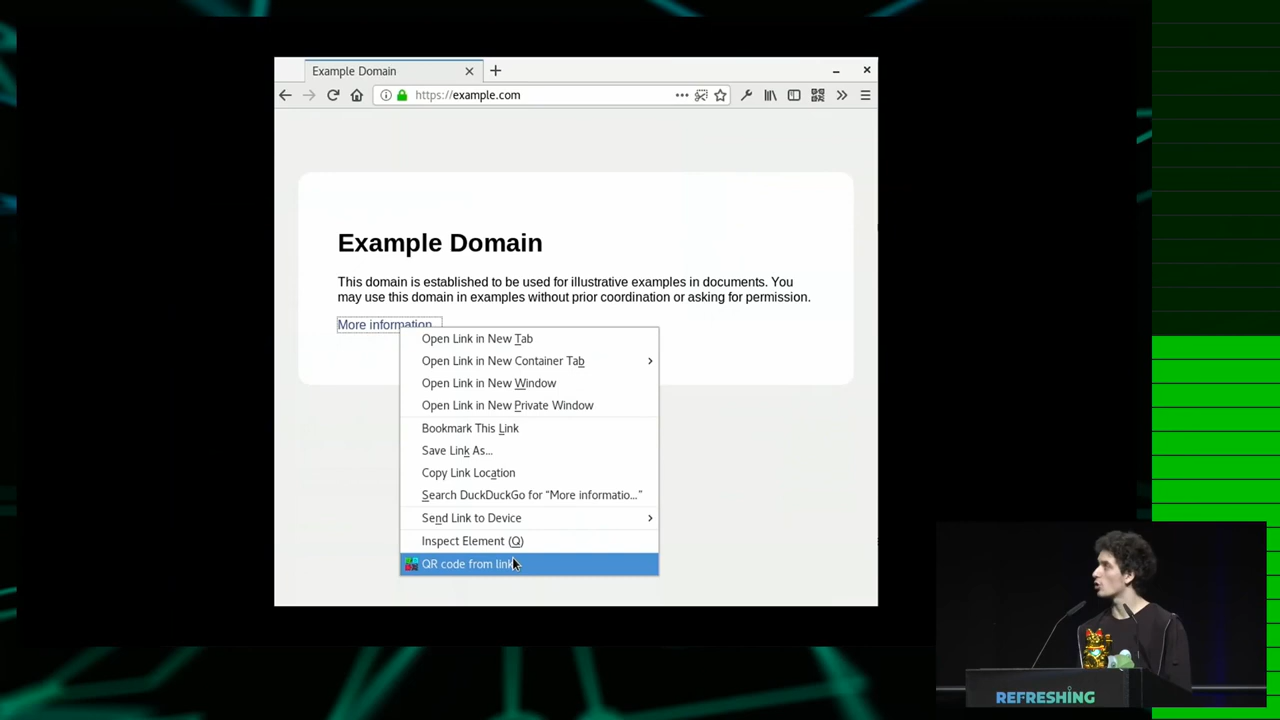 Example Domain
https://example.com
Example Domain
This domain is established to be used for illustrative examples in documents. You
may use this domain in examples without prior coordination or asking for permission.
More information...
Open Link in New Tab
Open Link in New Container Tab
Open Link in New Window
Open Link in New Private Window
Bookmark This Link
Save Link As...
Copy Link Location
Search DuckDuckGo for “More informatio...”
Send Link to Device
Inspect Element (Q)
QR code from link
REFRESHING